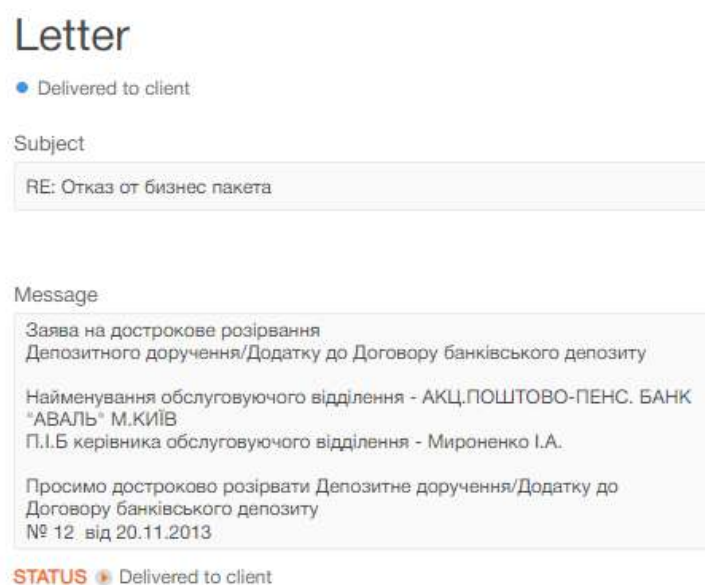 Letter
Delivered to client
Subject
RE: Отказ от бизнес пакета
Message
Заява на дострокове розірвання
Депозитного доручення/Додатку до Договору банківського депозиту
Найменування обслуговуючого відділення - АКЦ.ПОШТОВО-ПЕНС. БАНК
"АВАЛЬ" М.КИЇВ
П.І.Б керівника обслуговуючого відділення - Мироненко І.А.
Просимо достроково розірвати Депозитне доручення/Додатку до
Договору банківського депозиту
№ 12 від 20.11.2013
STATUS Delivered to client